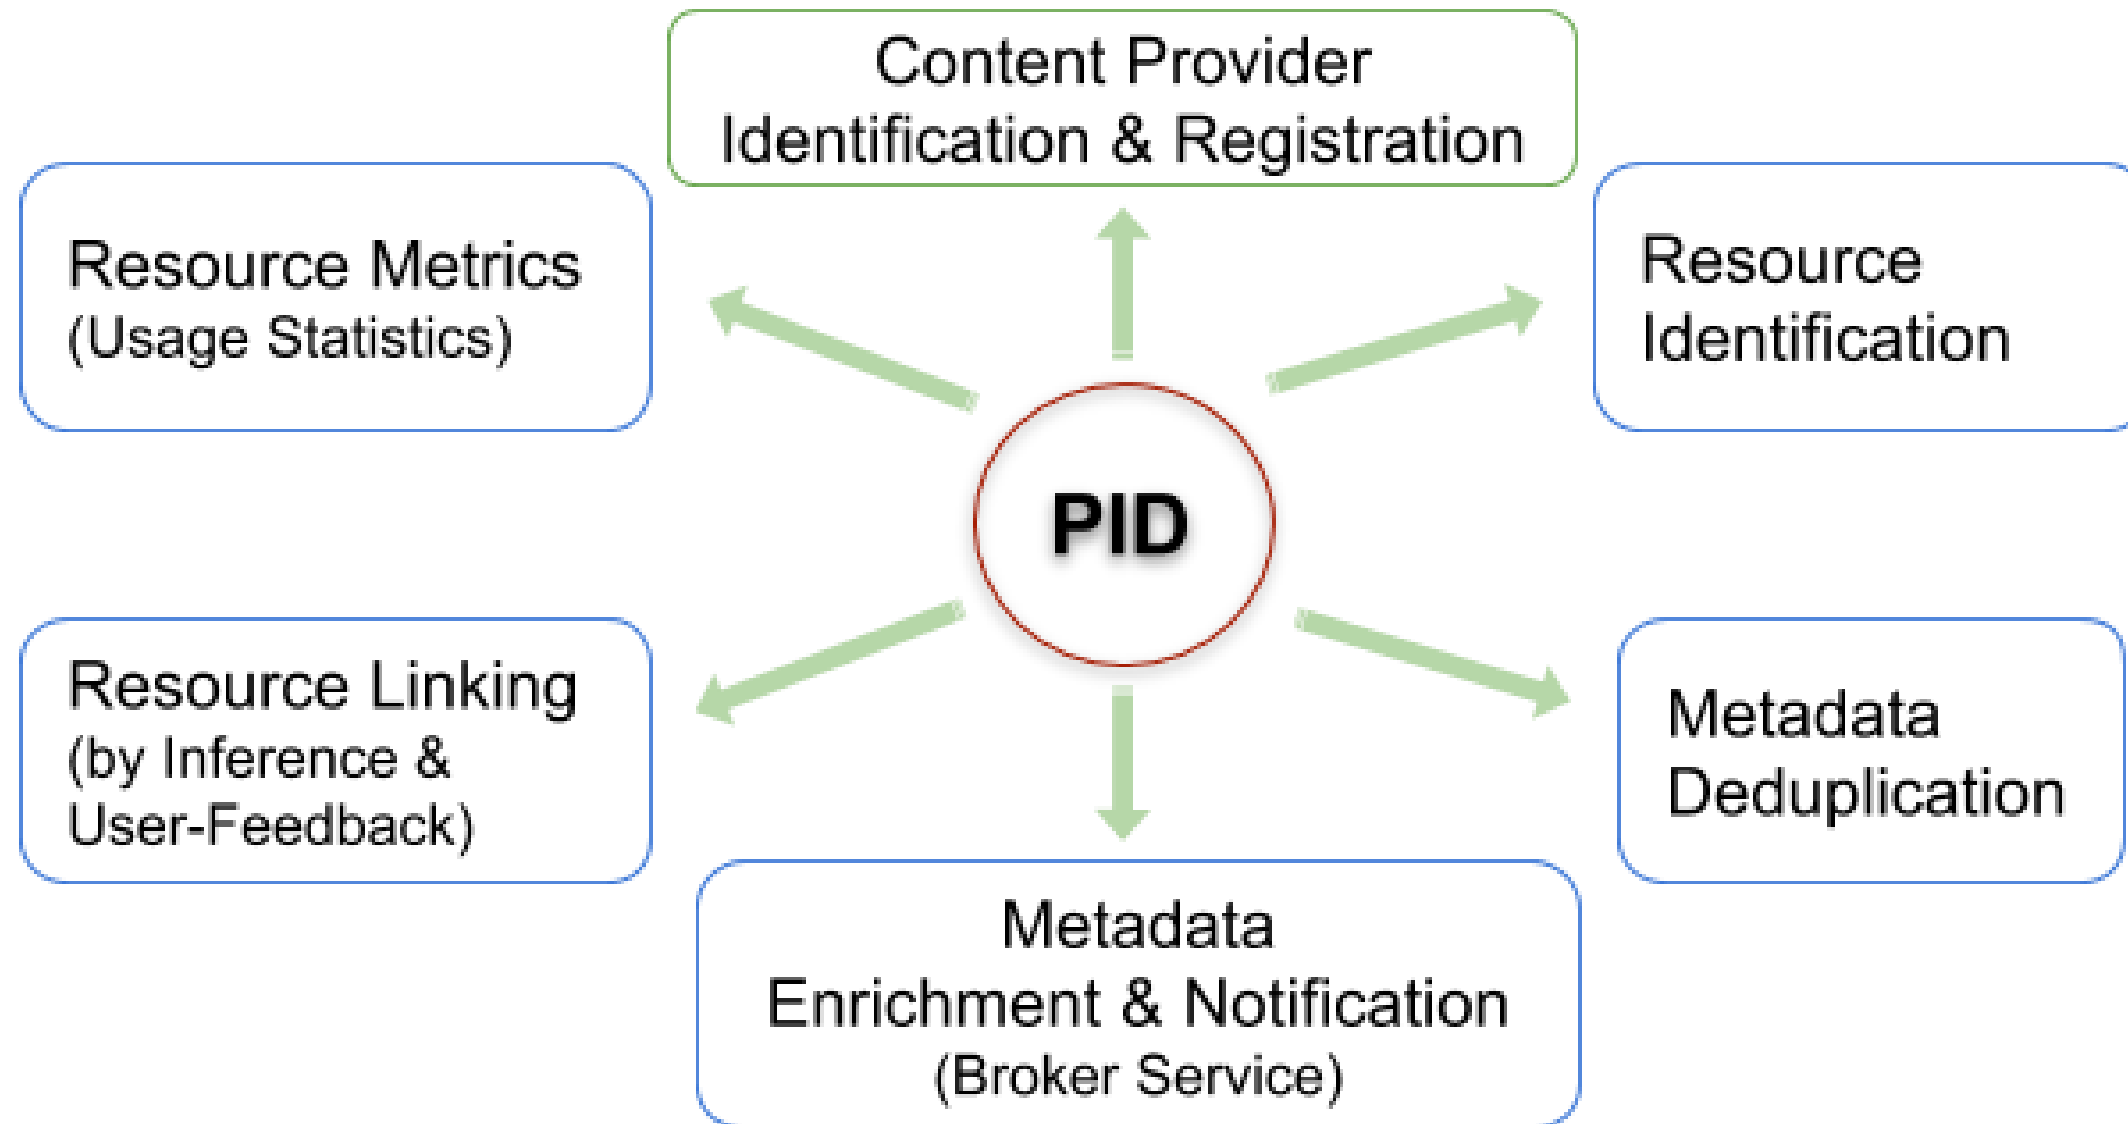 Content Provider
Identification & Registration
Resource Metrics
(Usage Statistics)
Resource
Identification
PID
Resource Linking
(by Inference &
User-Feedback)
Metadata
Deduplication
Metadata
Enrichment & Notification
(Broker Service)